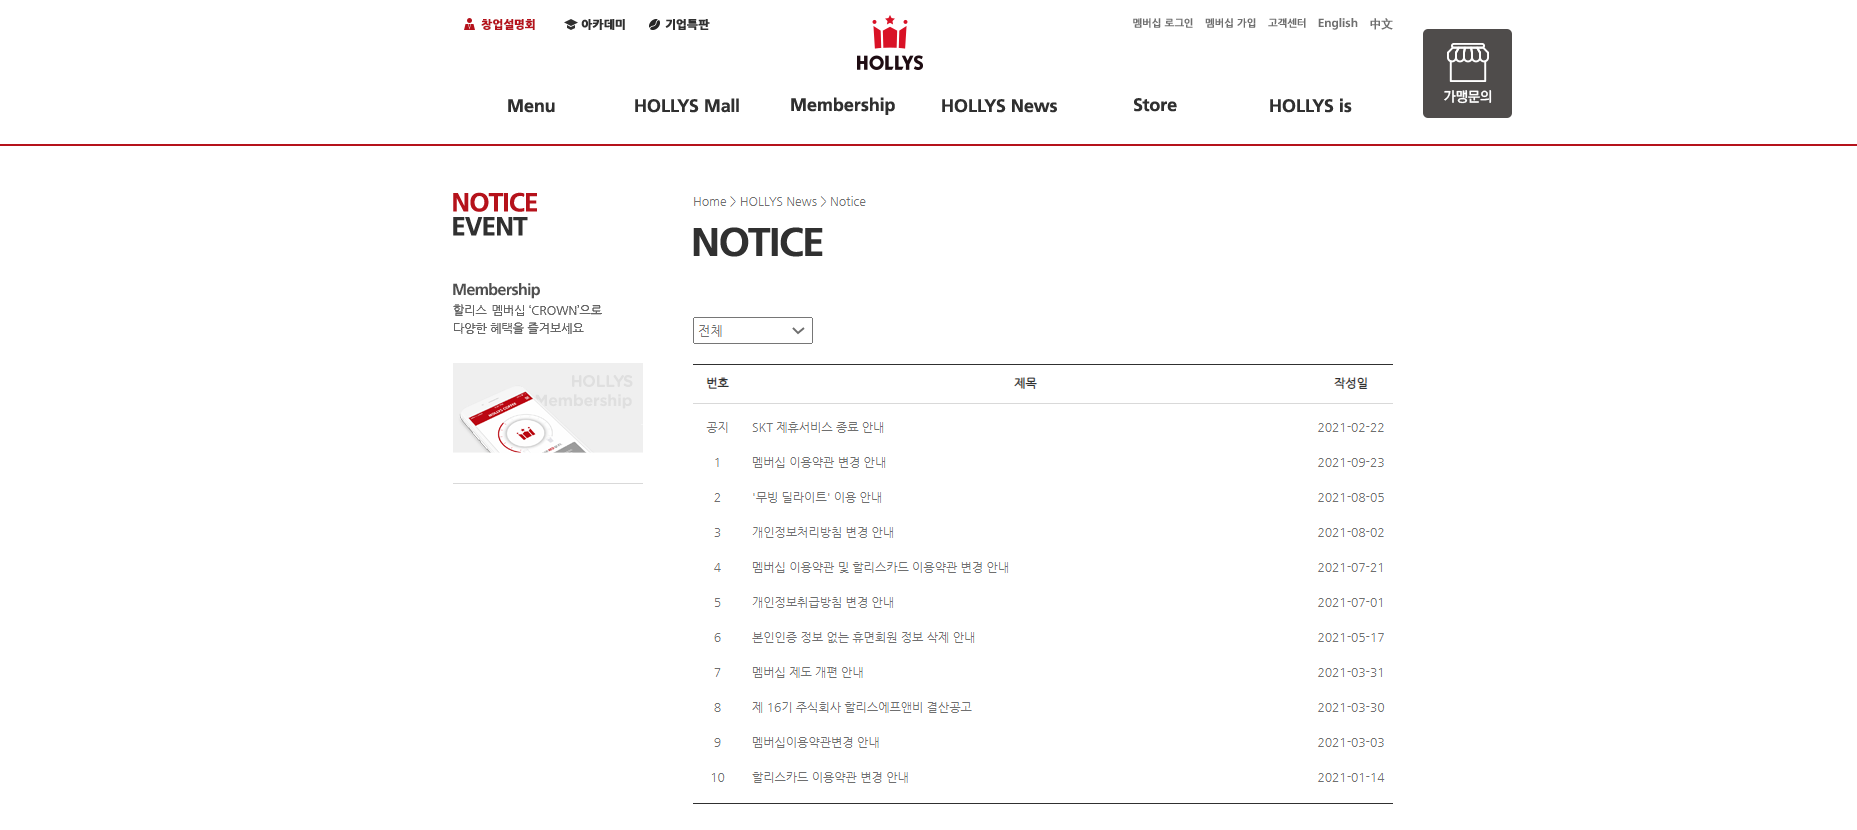 창업설명회 아카데미 기업특판
HOLLYS
멤버십 로그인 멤버십 가입 고객센터 English 中文
가맹문의
Menu HOLLYS Mall Membership HOLLYS News Store HOLLYS is
NOTICE
EVENT
Membership
할리스 멤버십 ‘CROWN’으로
다양한 혜택을 즐겨보세요
HOLLYS
Membership
HOLLYS COFFEE
Home > HOLLYS News > Notice
NOTICE
전체
번호 제목 작성일
공지 SKT 제휴서비스 종료 안내 2021-02-22
1 멤버십 이용약관 변경 안내 2021-09-23
2 '무빙 딜라이트' 이용 안내 2021-08-05
3 개인정보처리방침 변경 안내 2021-08-02
4 멤버십 이용약관 및 할리스카드 이용약관 변경 안내 2021-07-21
5 개인정보취급방침 변경 안내 2021-07-01
6 본인인증 정보 없는 휴면회원 정보 삭제 안내 2021-05-17
7 멤버십 제도 개편 안내 2021-03-31
8 제 16기 주식회사 할리스에프앤비 결산공고 2021-03-30
9 멤버십이용약관변경 안내 2021-03-03
10 할리스카드 이용약관 변경 안내 2021-01-14